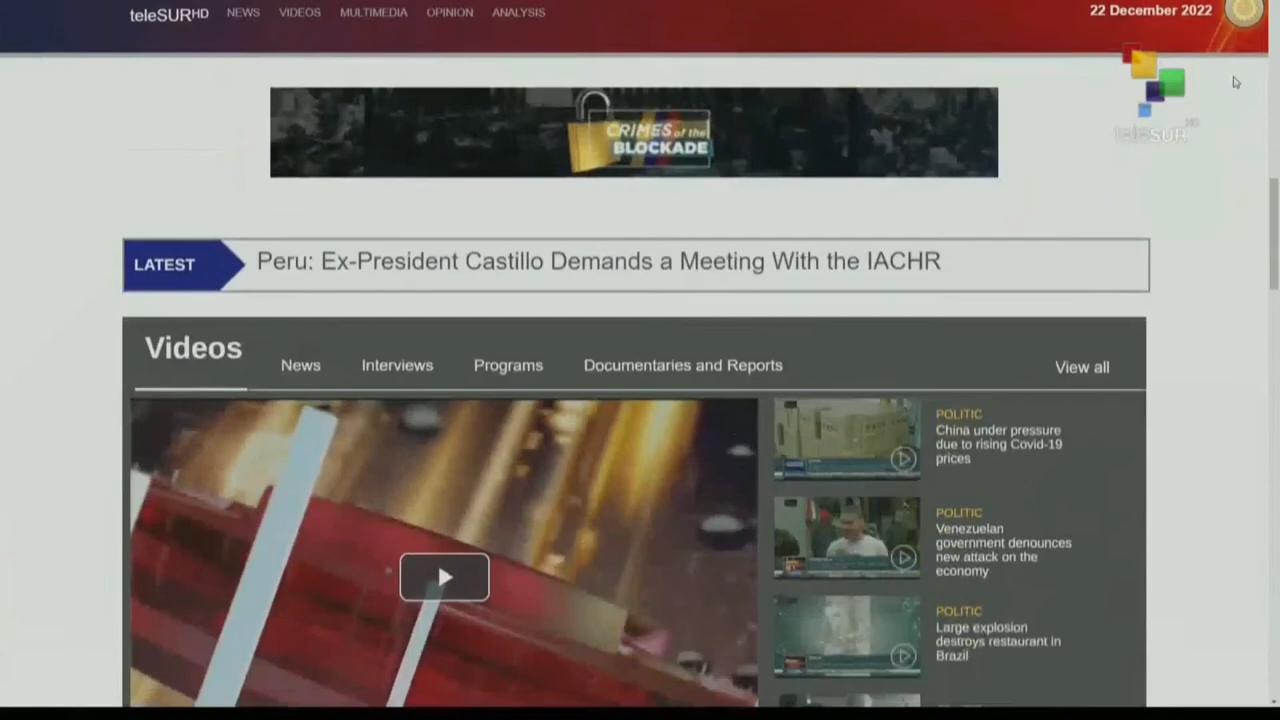 teleSURHD
NEWS
VIDEOS
MULTIMEDIA
OPINION
ANALYSIS
22 December 2022
teleSUR HD
CRIMES of the
BLOCKADE
LATEST
Peru: Ex-President Castillo Demands a Meeting With the IACHR
Videos
News
Interviews
Programs
Documentaries and Reports
View all
POLITIC
China under pressure
due to rising Covid-19
prices
POLITIC
Venezuelan
government denounces
new attack on the
economy
POLITIC
Large explosion
destroys restaurant in
Brazil